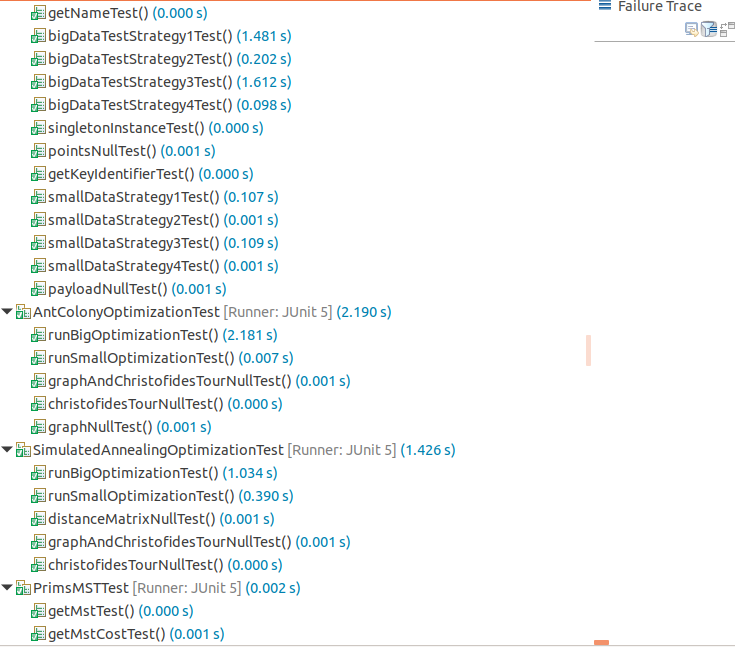 getNameTest() (0.000 s)
Failure Trace
bigDataTestStrategy1Test() (1.481 s)
bigDataTestStrategy2Test() (0.202 s)
bigDataTestStrategy3Test() (1.612 s)
bigDataTestStrategy4Test() (0.098 s)
singletonInstanceTest() (0.000 s)
pointsNullTest() (0.001 s)
getKeyIdentifierTest() (0.000 s)
smallDataStrategy1Test() (0.107 s)
smallDataStrategy2Test() (0.001 s)
smallDataStrategy3Test() (0.109 s)
smallDataStrategy4Test() (0.001 s)
payloadNullTest() (0.001 s)
AntColonyOptimizationTest [Runner: JUnit 5] (2.190 s)
runBigOptimizationTest() (2.181 s)
runSmallOptimizationTest() (0.007 s)
graphAndChristofidesTourNullTest() (0.001 s)
christofidesTourNullTest() (0.000 s)
graphNullTest() (0.001 s)
SimulatedAnnealingOptimizationTest [Runner: JUnit 5] (1.426 s)
runBigOptimizationTest() (1.034 s)
runSmallOptimizationTest() (0.390 s)
distanceMatrixNullTest() (0.001 s)
graphAndChristofidesTourNullTest() (0.001 s)
christofidesTourNullTest() (0.000 s)
PrimsMSTTest [Runner: JUnit 5] (0.002 s)
getMstTest() (0.000 s)
getMstCostTest() (0.001 s)